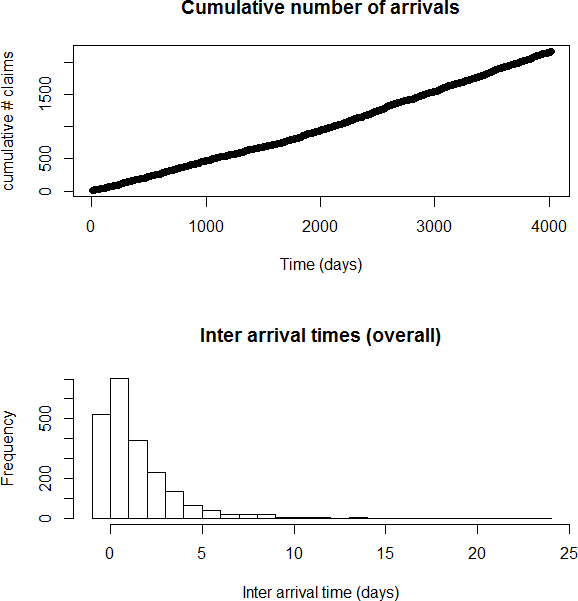 Cumulative number of arrivals
cumulative # claims
0 500 1500
0 1000 2000 3000 4000
Time (days)
Inter arrival times (overall)
Frequency
0 200 500
0 5 10 15 20 25
Inter arrival time (days)